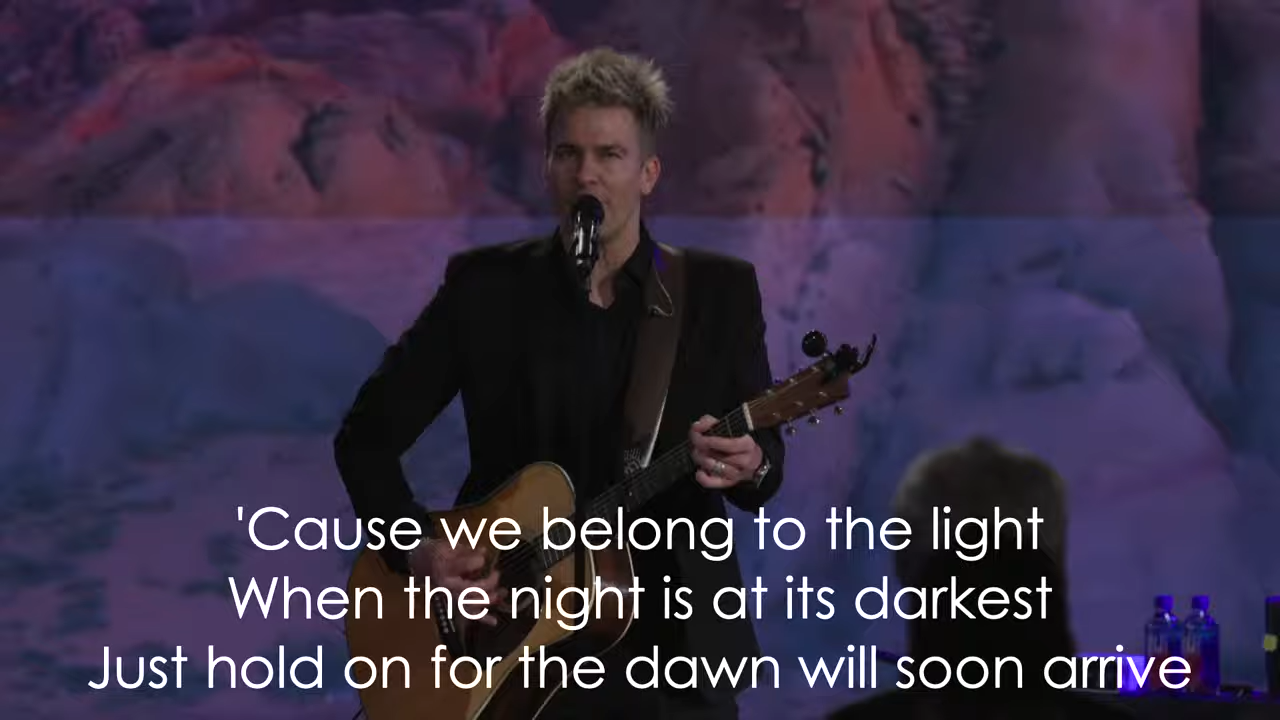 'Cause we belong to the light
When the night is at its darkest
Just hold on for the dawn will soon arrive